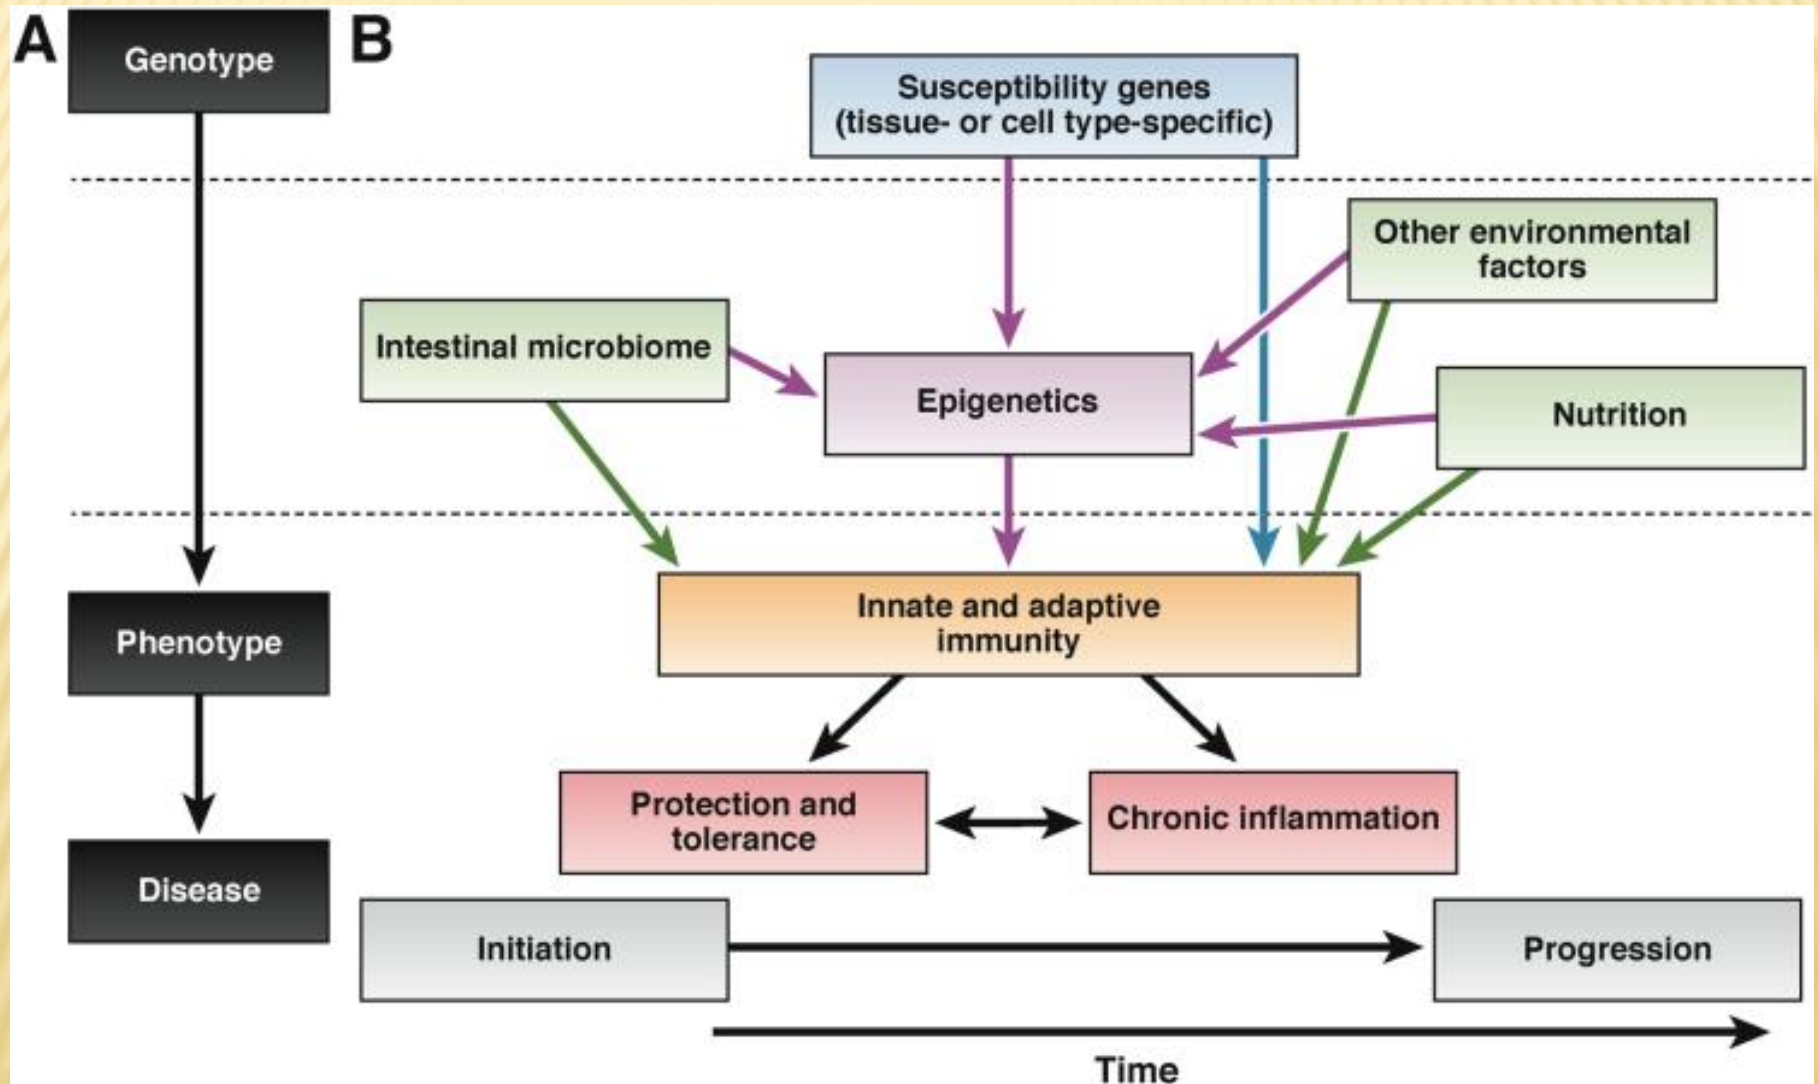 A
Genotype
Phenotype
Disease
B
Susceptibility genes
(tissue- or cell type-specific)
Other environmental
factors
Intestinal microbiome
Epigenetics
Nutrition
Innate and adaptive
immunity
Protection and
tolerance
Chronic inflammation
Initiation
Progression
Time